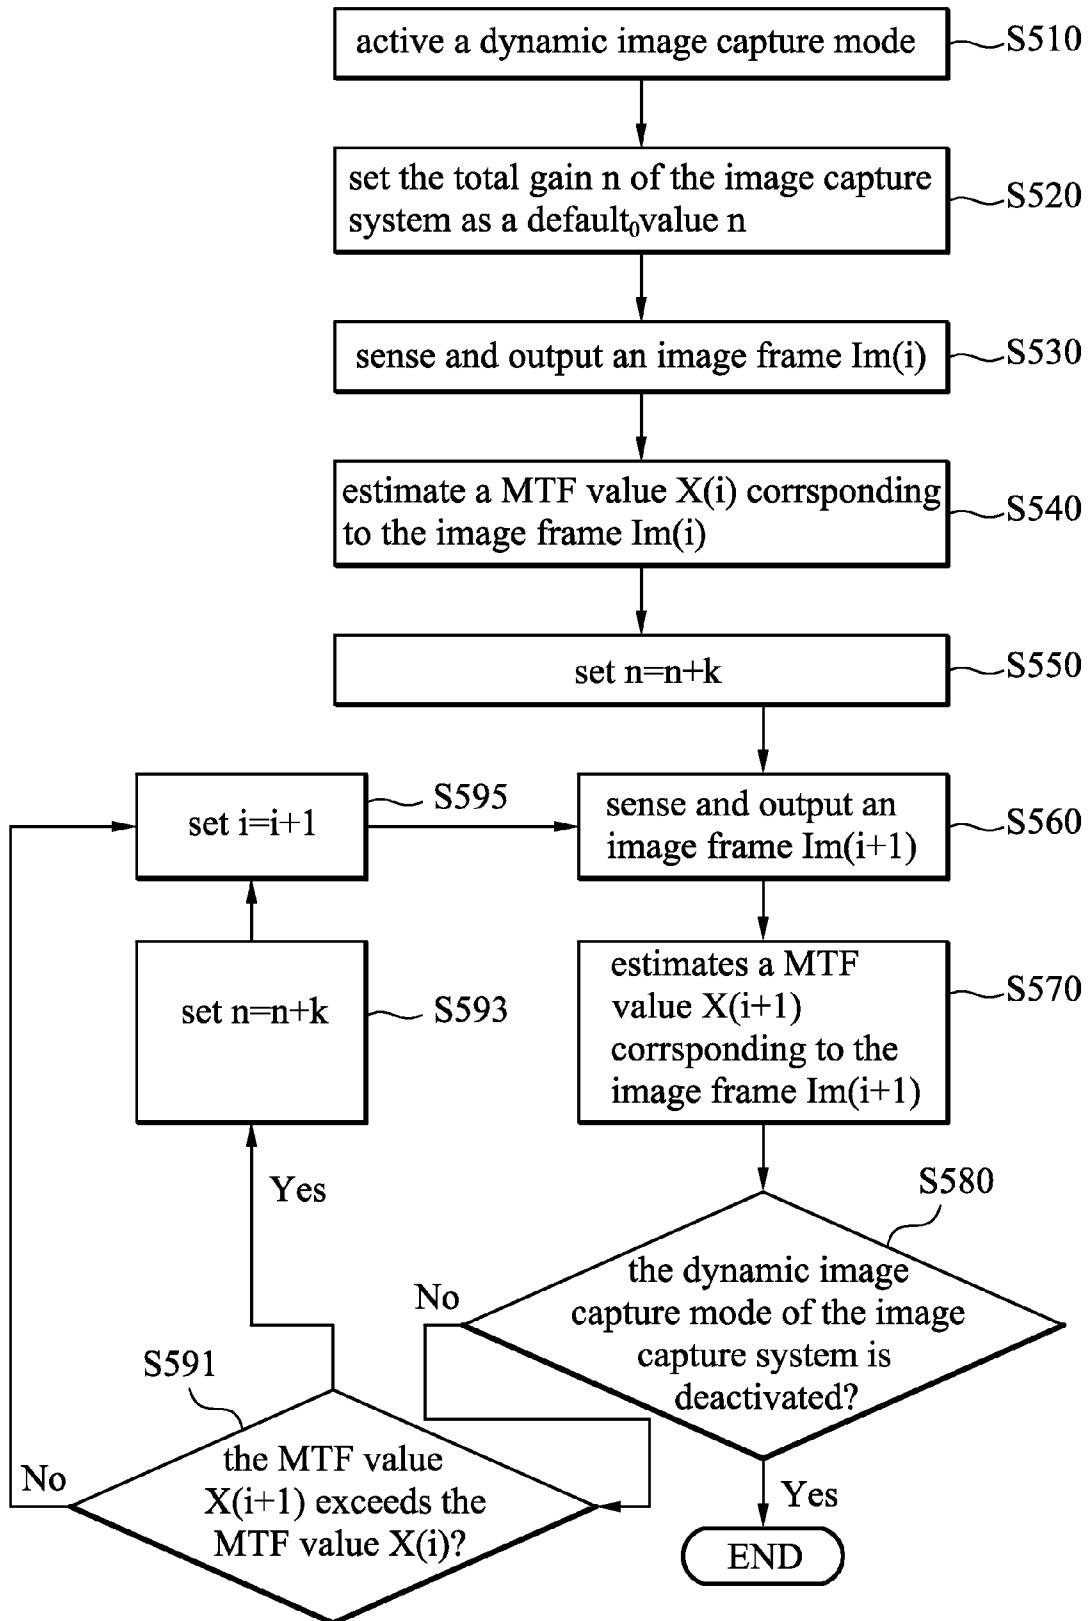 active a dynamic image capture mode
S510
set the total gain n of the image capture
system as a default₀value n
S520
sense and output an image frame Im(i)
S530
estimate a MTF value X(i) corrsponding
to the image frame Im(i)
S540
set n=n+k
S550
set i=i+1
S595
sense and output an
image frame Im(i+1)
S560
set n=n+k
S593
estimates a MTF
value X(i+1)
corrsponding to the
image frame Im(i+1)
S570
Yes
S580
the dynamic image
capture mode of the image
capture system is
deactivated?
No
S591
the MTF value
X(i+1) exceeds the
MTF value X(i)?
No
Yes
END